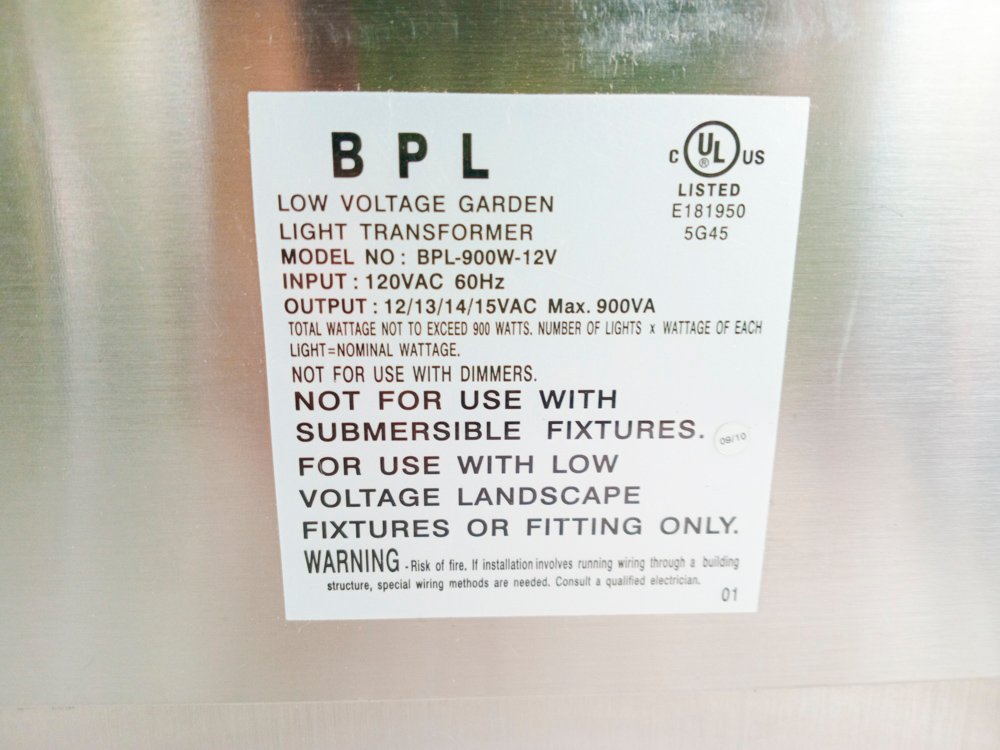 BPL
C UL ® US
LISTED
E181950
5G45
LOW VOLTAGE GARDEN
LIGHT TRANSFORMER
MODEL NO : BPL-900W-12V
INPUT : 120VAC 60Hz
OUTPUT : 12/13/14/15VAC Max. 900VA
TOTAL WATTAGE NOT TO EXCEED 900 WATTS. NUMBER OF LIGHTS x WATTAGE OF EACH
LIGHT=NOMINAL WATTAGE.
NOT FOR USE WITH DIMMERS.
NOT FOR USE WITH
SUBMERSIBLE FIXTURES.
09/10
FOR USE WITH LOW
VOLTAGE LANDSCAPE
FIXTURES OR FITTING ONLY.
WARNING - Risk of fire. If installation involves running wiring through a building
structure, special wiring methods are needed. Consult a qualified electrician.
01